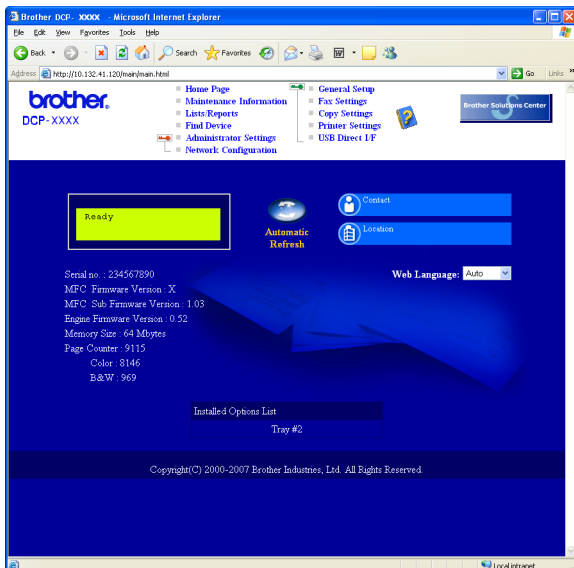 Brother DCP- XXXX - Microsoft Internet Explorer
File Edit View Favorites Tools Help
Back Search Favorites
Address http://10.132.41.120/main/main.html Go Links »
brother.
DCP-XXXX
Home Page
Maintenance Information
Lists/Reports
Find Device
Administrator Settings
Network Configuration
General Setup
Fax Settings
Copy Settings
Printer Settings
USB Direct I/F
Brother Solutions Center
Ready
Automatic
Refresh
Contact
Location
Web Language: Auto
Serial no. : 234567890
MFC Firmware Version : X
MFC Sub Firmware Version : 1.03
Engine Firmware Version : 0.52
Memory Size : 64 Mbytes
Page Counter : 9115
Color : 8146
B&W : 969
Installed Options List
Tray #2
Copyright(C) 2000-2007 Brother Industries, Ltd. All Rights Reserved.
Local intranet